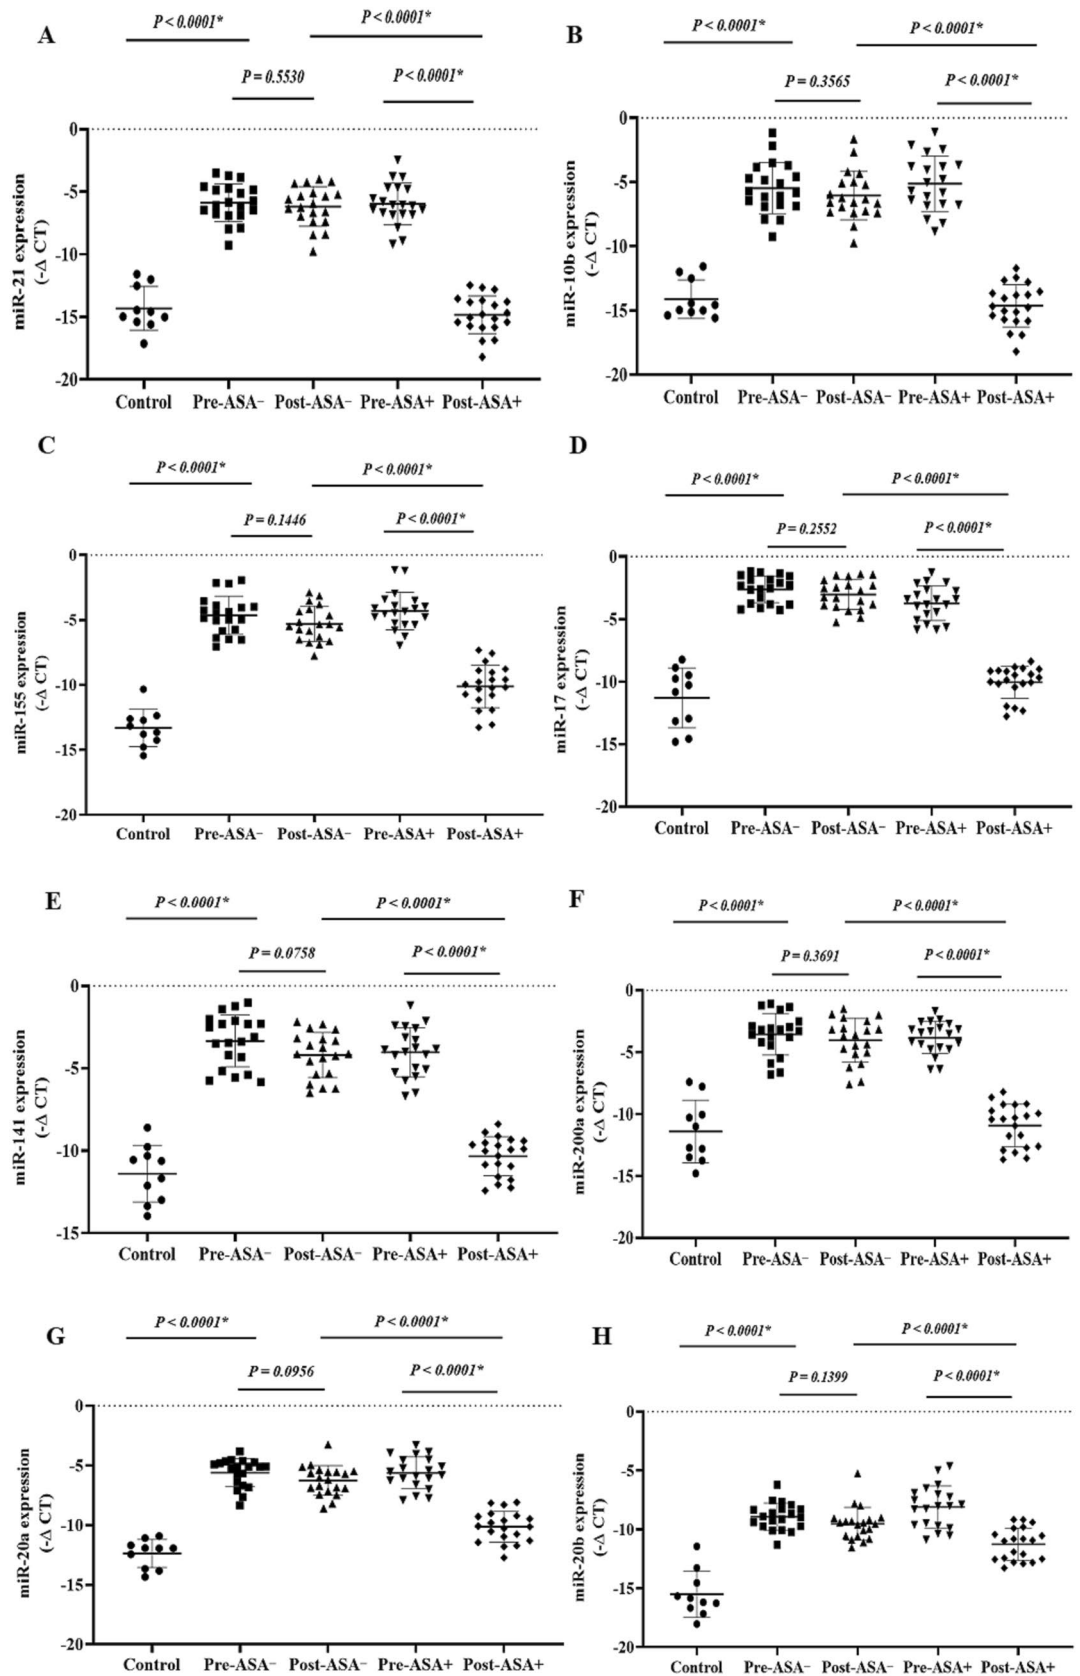 A
P < 0.0001*
P < 0.0001*
P = 0.5530
P < 0.0001*
miR-21 expression
(-Δ CT)
0
-5
-10
-15
-20
Control Pre-ASA− Post-ASA− Pre-ASA+ Post-ASA+
B
P < 0.0001*
P < 0.0001*
P = 0.3565
P < 0.0001*
miR-10b expression
(-Δ CT)
0
-5
-10
-15
-20
Control Pre-ASA− Post-ASA− Pre-ASA+ Post-ASA+
C
P < 0.0001*
P < 0.0001*
P = 0.1446
P < 0.0001*
miR-155 expression
(-Δ CT)
0
-5
-10
-15
-20
Control Pre-ASA− Post-ASA− Pre-ASA+ Post-ASA+
D
P < 0.0001*
P < 0.0001*
P = 0.2552
P < 0.0001*
miR-17 expression
(-Δ CT)
0
-5
-10
-15
-20
Control Pre-ASA− Post-ASA− Pre-ASA+ Post-ASA+
E
P < 0.0001*
P < 0.0001*
P = 0.0758
P < 0.0001*
miR-141 expression
(-Δ CT)
0
-5
-10
-15
Control Pre-ASA− Post-ASA− Pre-ASA+ Post-ASA+
F
P < 0.0001*
P < 0.0001*
P = 0.3691
P < 0.0001*
miR-200a expression
(-Δ CT)
0
-5
-10
-15
-20
Control Pre-ASA− Post-ASA− Pre-ASA+ Post-ASA+
G
P < 0.0001*
P < 0.0001*
P = 0.0956
P < 0.0001*
miR-20a expression
(-Δ CT)
0
-5
-10
-15
-20
Control Pre-ASA− Post-ASA− Pre-ASA+ Post-ASA+
H
P < 0.0001*
P < 0.0001*
P = 0.1399
P < 0.0001*
miR-20b expression
(-Δ CT)
0
-5
-10
-15
-20
Control Pre-ASA− Post-ASA− Pre-ASA+ Post-ASA+